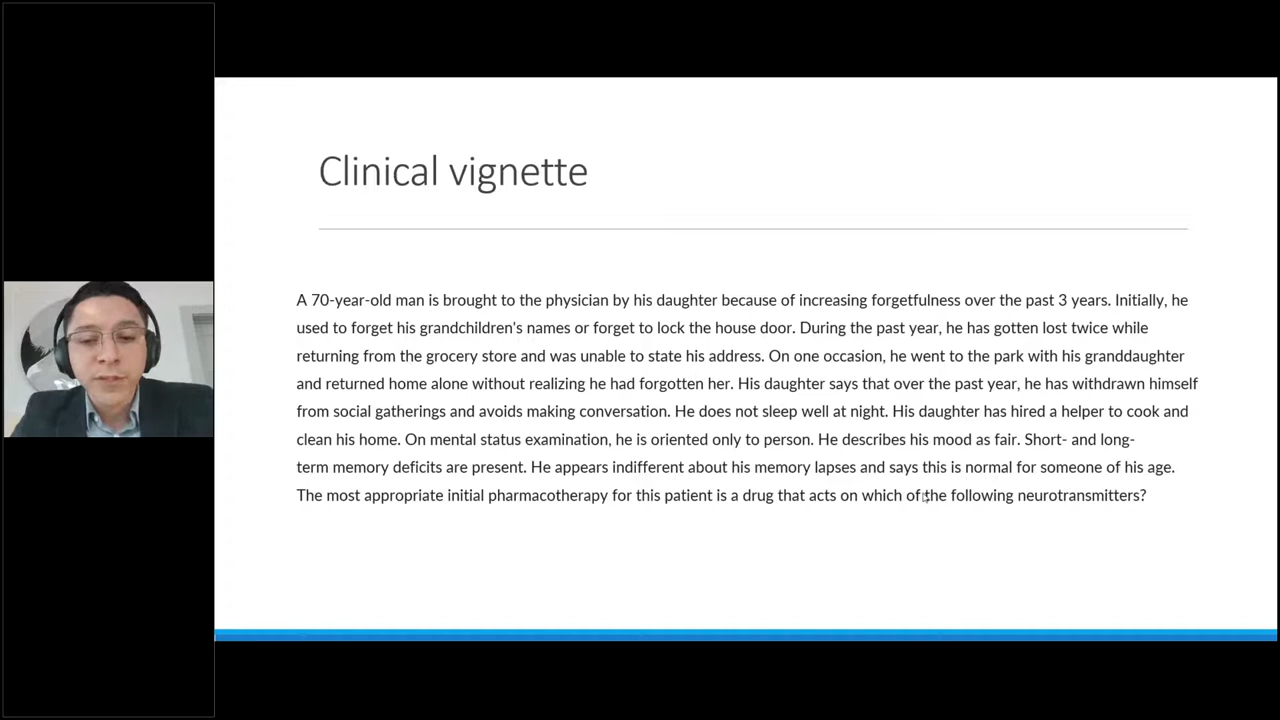 Clinical vignette
A 70-year-old man is brought to the physician by his daughter because of increasing forgetfulness over the past 3 years. Initially, he
used to forget his grandchildren's names or forget to lock the house door. During the past year, he has gotten lost twice while
returning from the grocery store and was unable to state his address. On one occasion, he went to the park with his granddaughter
and returned home alone without realizing he had forgotten her. His daughter says that over the past year, he has withdrawn himself
from social gatherings and avoids making conversation. He does not sleep well at night. His daughter has hired a helper to cook and
clean his home. On mental status examination, he is oriented only to person. He describes his mood as fair. Short- and long-
term memory deficits are present. He appears indifferent about his memory lapses and says this is normal for someone of his age.
The most appropriate initial pharmacotherapy for this patient is a drug that acts on which of the following neurotransmitters?